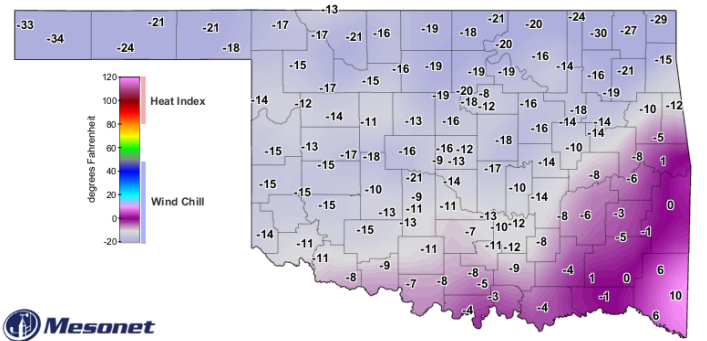 -13
-33 -21 -21 -17 -17 -21 -16 -19 -18 -21 -20 -24 -30 -27 -29
-34 -24 -18 -20
-15 -15 -16 -19 -19 -19 -16 -14 -16 -21 -15
120
100
80
60
40
20
0
-20
degrees Fahrenheit
Heat Index
Wind Chill
-17 -19 -20 -8 -19
-14 -12 -18 -12 -16 -18 -10 -12
-14 -11 -13 -16 -16 -14 -14 -14 -5
-15 -13 -17 -18 -16 -16 -12 -18 -10 -8 1
-15 -9 -13 -17 -14 -8 -6
-15 -15 -10 -21 -14 -10
-15 -9 -14 0
-13 -11 -11 -13 -8 -6 -3
-14 -15 -13 -7 -10 -12 -5 -1
-11 -11 -11 -12 -8
-11 -9 -8 -9 -4 6
-8 -7 -8 -5 1 0
-3 -1 10
-4 -4 6
Mesonet